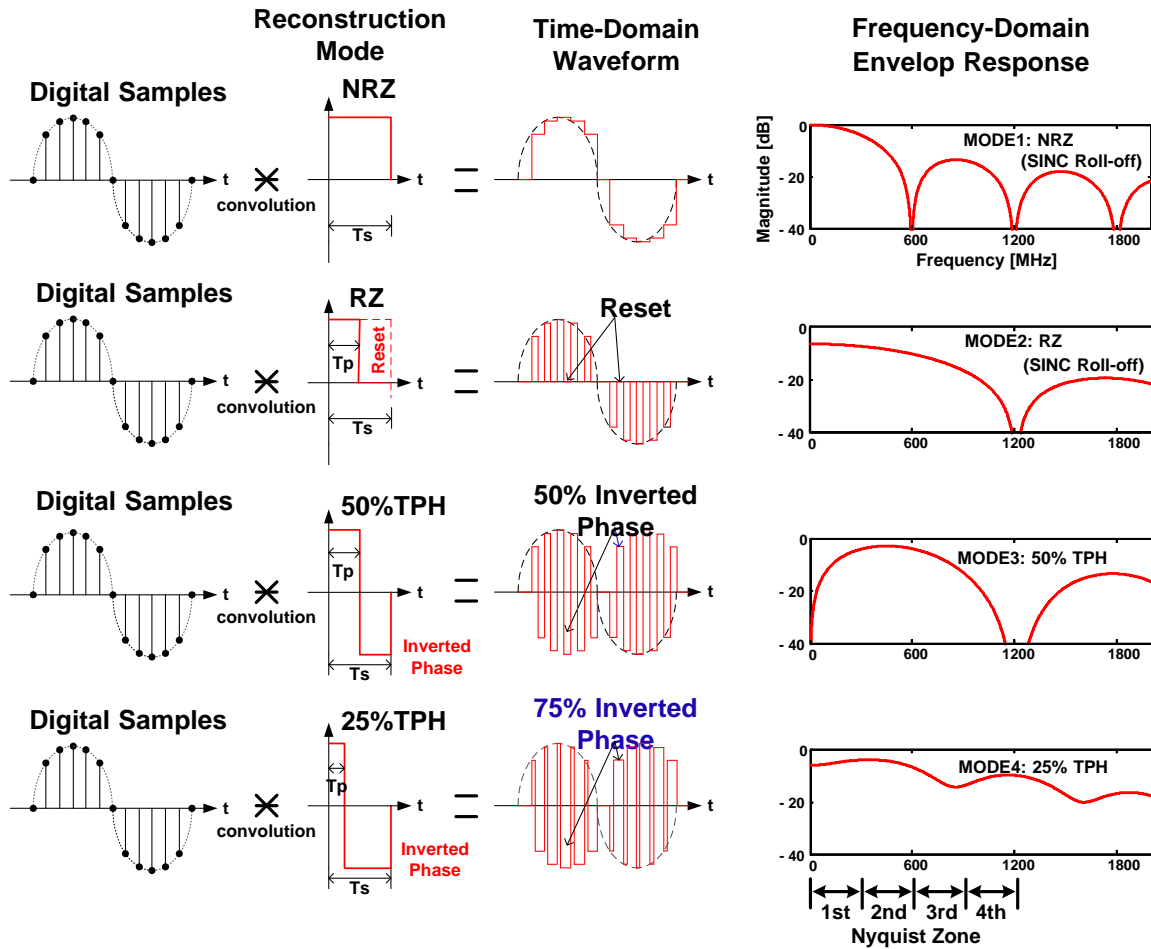 Reconstruction
Mode
Time-Domain
Waveform
Frequency-Domain
Envelop Response
Digital Samples
NRZ
t
convolution
t
Ts
t
Magnitude [dB]
0
- 20
- 40
MODE1: NRZ
(SINC Roll-off)
0
600
1200
1800
Frequency [MHz]
Digital Samples
RZ
t
convolution
Tp
Reset
t
Ts
Reset
t
0
- 20
- 40
MODE2: RZ
(SINC Roll-off)
0
600
1200
1800
Digital Samples
50%TPH
t
convolution
Tp
t
Inverted
Phase
Ts
50% Inverted
Phase
t
0
- 20
- 40
MODE3: 50% TPH
0
600
1200
1800
Digital Samples
25%TPH
t
convolution
Tp
t
Inverted
Phase
Ts
75% Inverted
Phase
t
0
- 20
- 40
MODE4: 25% TPH
0
600
1200
1800
1st
2nd
3rd
4th
Nyquist Zone